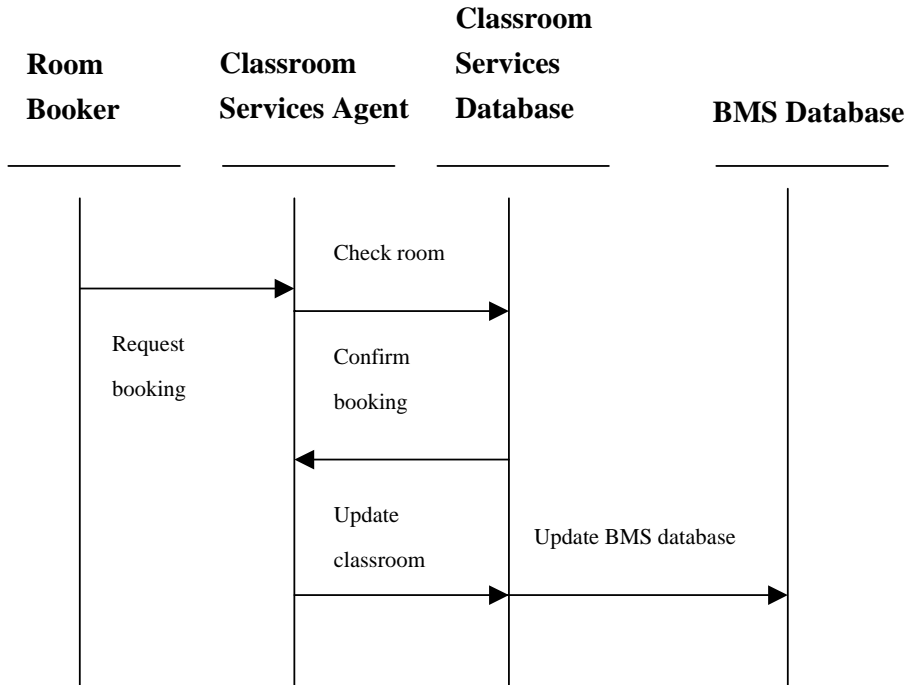 Room
Booker
Classroom
Services Agent
Classroom
Services
Database
BMS Database
Check room
Request
booking
Confirm
booking
Update
classroom
Update BMS database